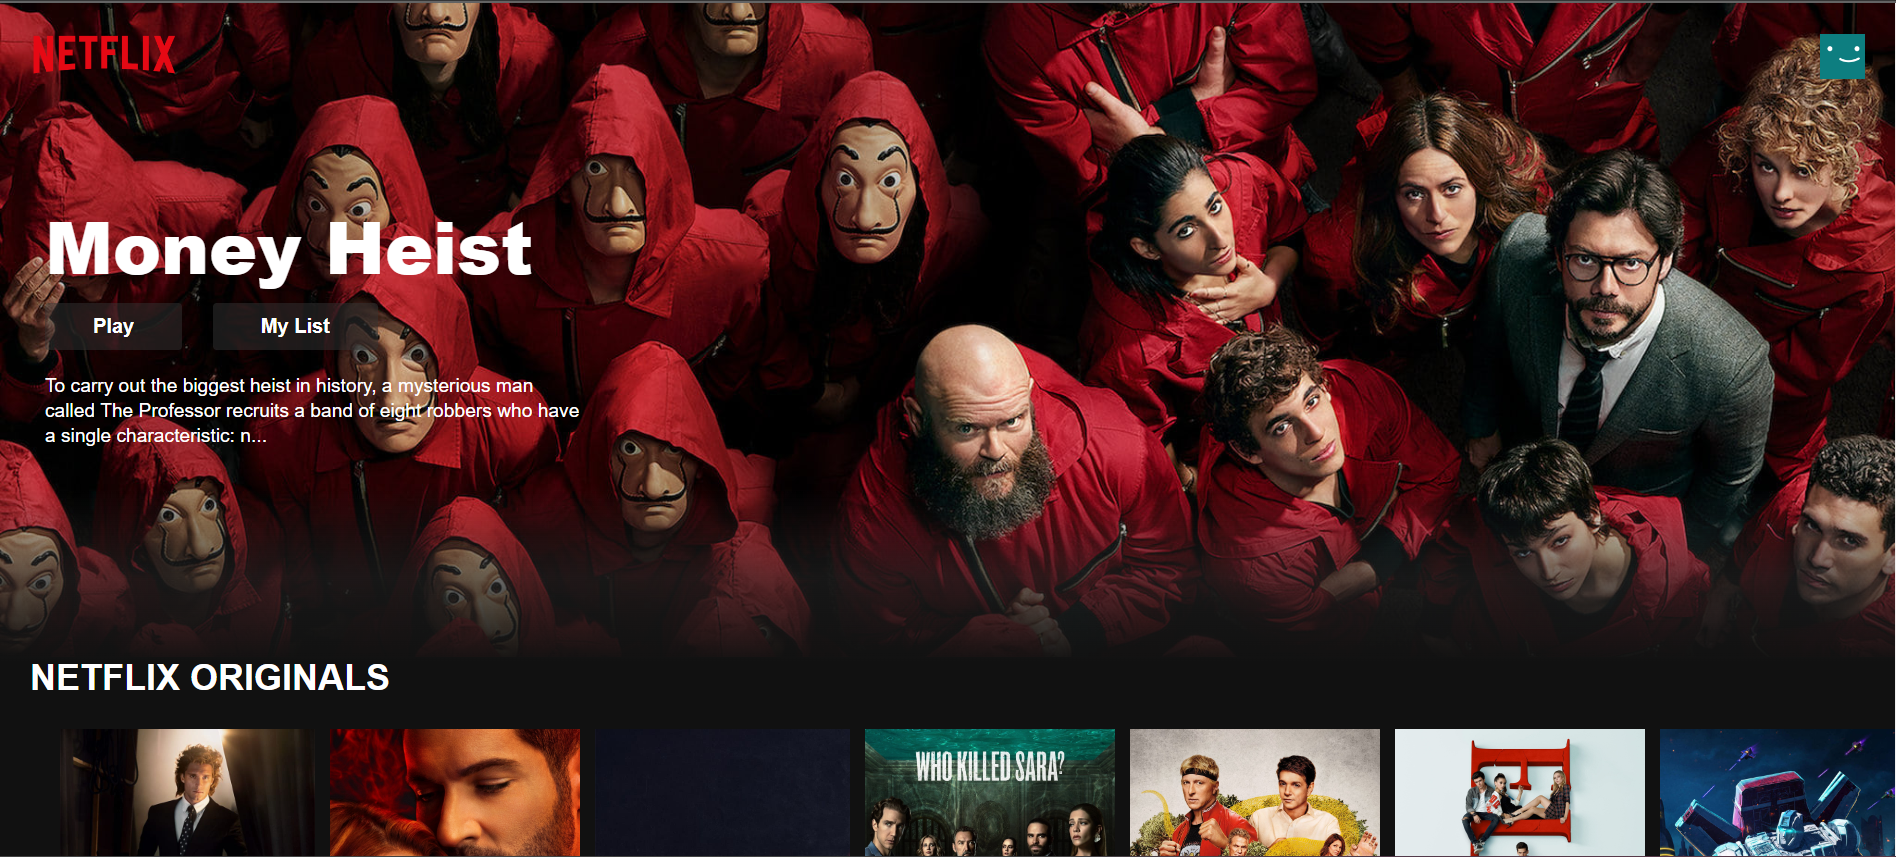 NETFLIX
Money Heist
Play
My List
To carry out the biggest heist in history, a mysterious man
called The Professor recruits a band of eight robbers who have
a single characteristic: n...
NETFLIX ORIGINALS
WHO KILLED SARA?